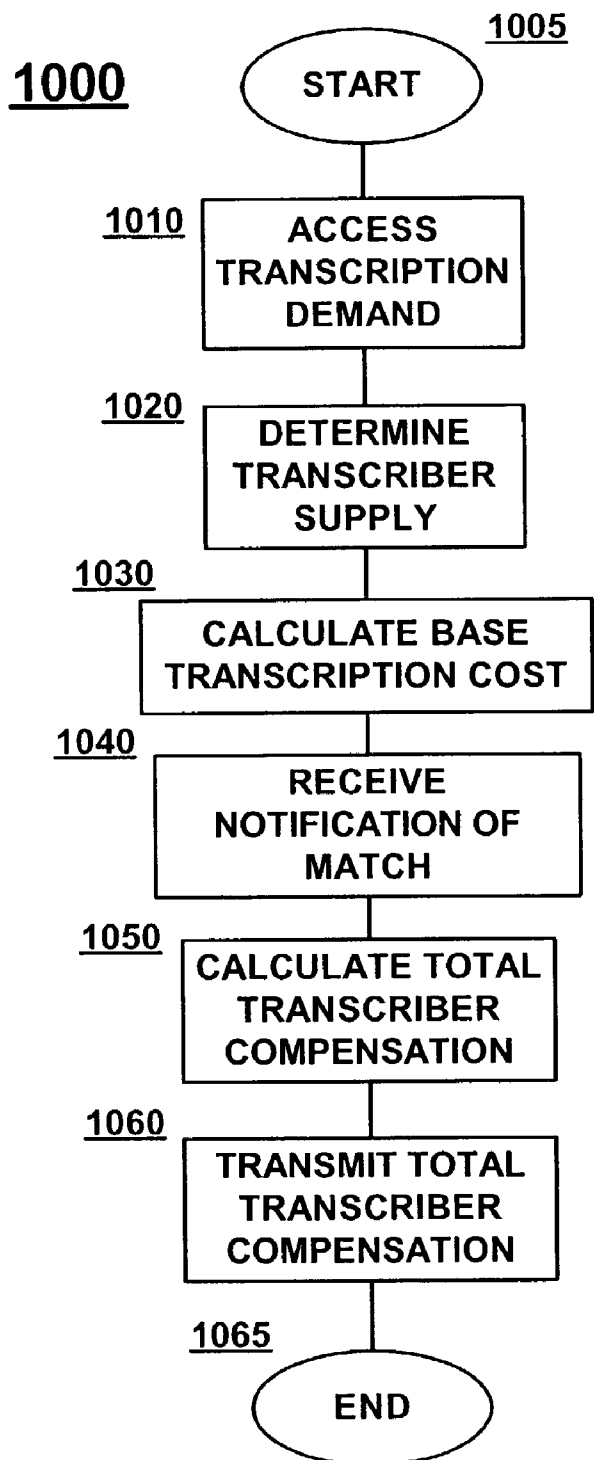 1005
1000
START
1010
ACCESS
TRANSCRIPTION
DEMAND
1020
DETERMINE
TRANSCRIBER
SUPPLY
1030
CALCULATE BASE
TRANSCRIPTION COST
1040
RECEIVE
NOTIFICATION OF
MATCH
1050
CALCULATE TOTAL
TRANSCRIBER
COMPENSATION
1060
TRANSMIT TOTAL
TRANSCRIBER
COMPENSATION
1065
END